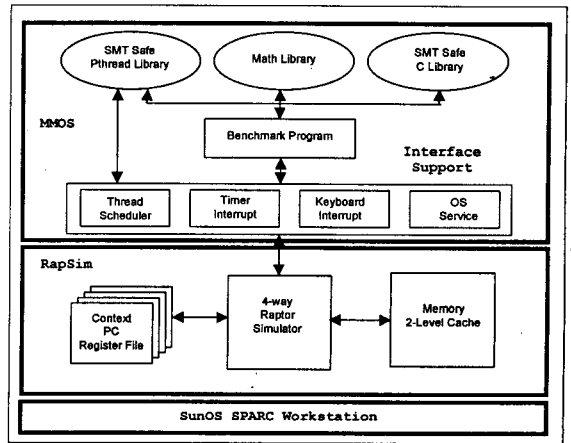 SMT Safe
Pthread Library
Math Library
SMT Safe
C Library
MMOS
Benchmark Program
Interface
Support
Thread
Scheduler
Timer
Interrupt
Keyboard
Interrupt
OS
Service
RapSim
Context
PC
Register File
4-way
Raptor
Simulator
Memory
2-Level Cache
SunOS SPARC Workstation